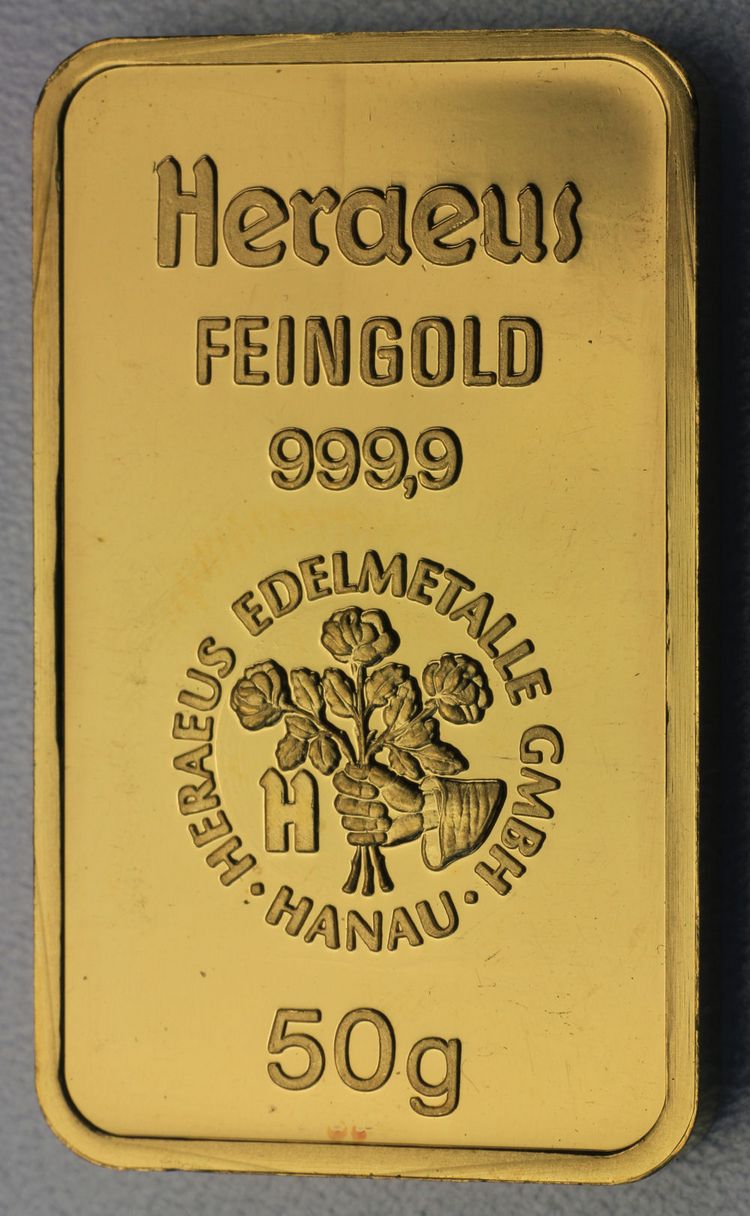 Heraeus
FEINGOLD
999,9
HERAEUS EDELMETALLE GMBH
H
· HANAU ·
50g